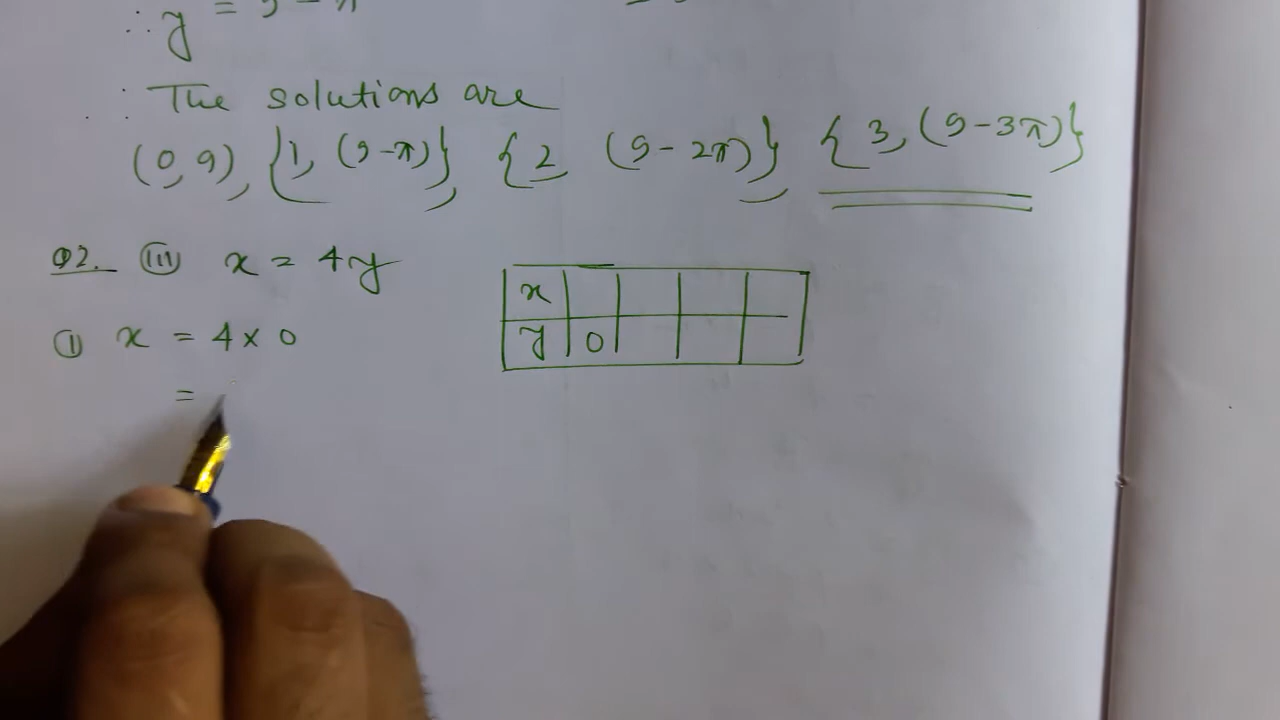 ∴ y = 9 - π
∴ The solutions are
(0, 9), {1, (9-π)}, {2, (9-2π)}, {3, (9-3π)}
Q2. (III) x = 4y
x
y 0
(I) x = 4 × 0
=